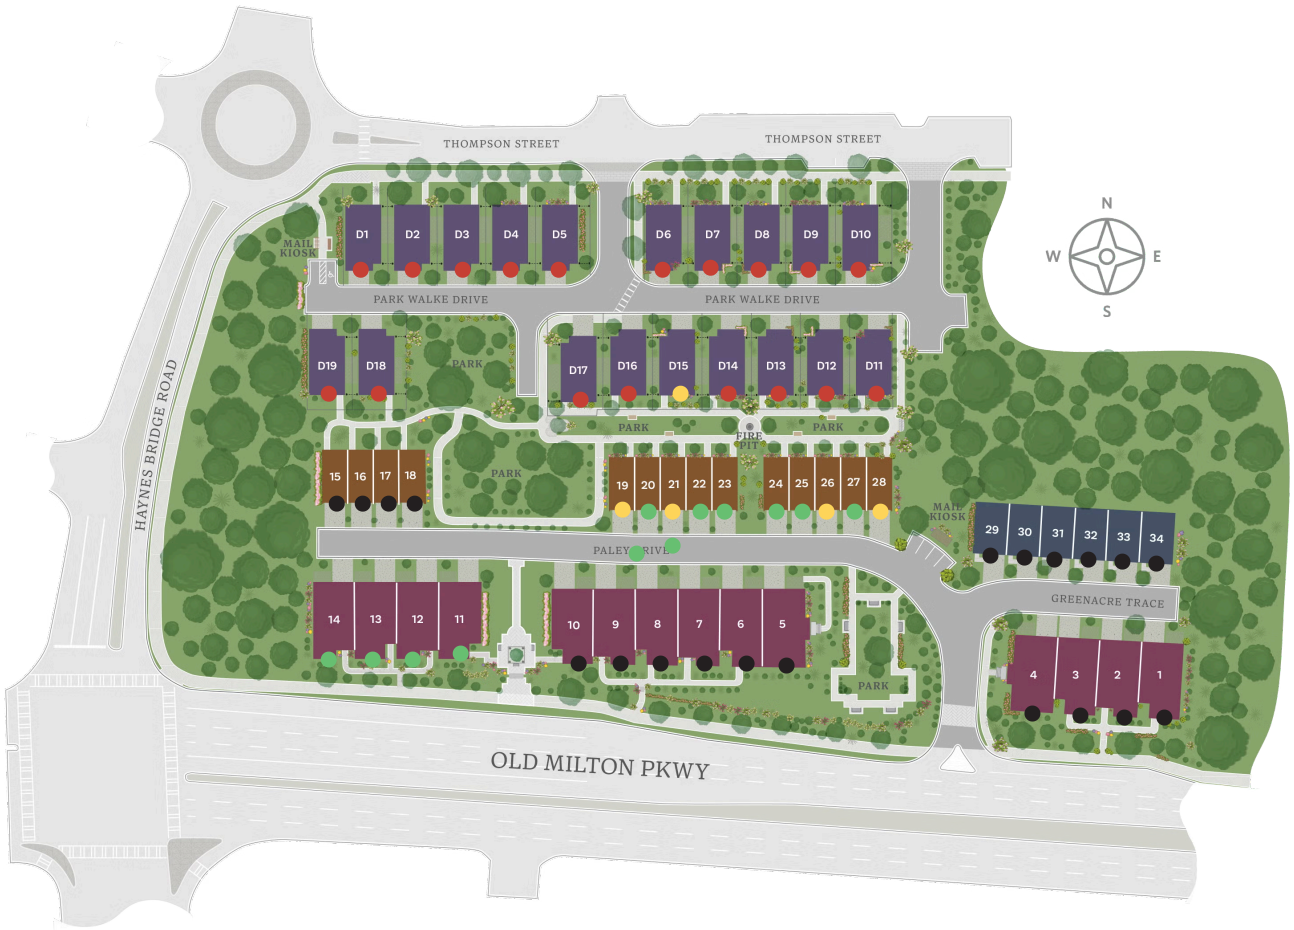 THOMPSON STREET
THOMPSON STREET
N
W
E
S
MAIL
KIOSK
D1
D2
D3
D4
D5
D6
D7
D8
D9
D10
PARK WALKE DRIVE
PARK WALKE DRIVE
D19
D18
PARK
D17
D16
D15
D14
D13
D12
D11
HAYNES BRIDGE ROAD
PARK
FIRE
PIT
PARK
15
16
17
18
PARK
19
20
21
22
23
24
25
26
27
28
MAIL
KIOSK
29
30
31
32
33
34
PALEY DRIVE
GREENACRE TRACE
14
13
12
11
10
9
8
7
6
5
PARK
4
3
2
1
OLD MILTON PKWY